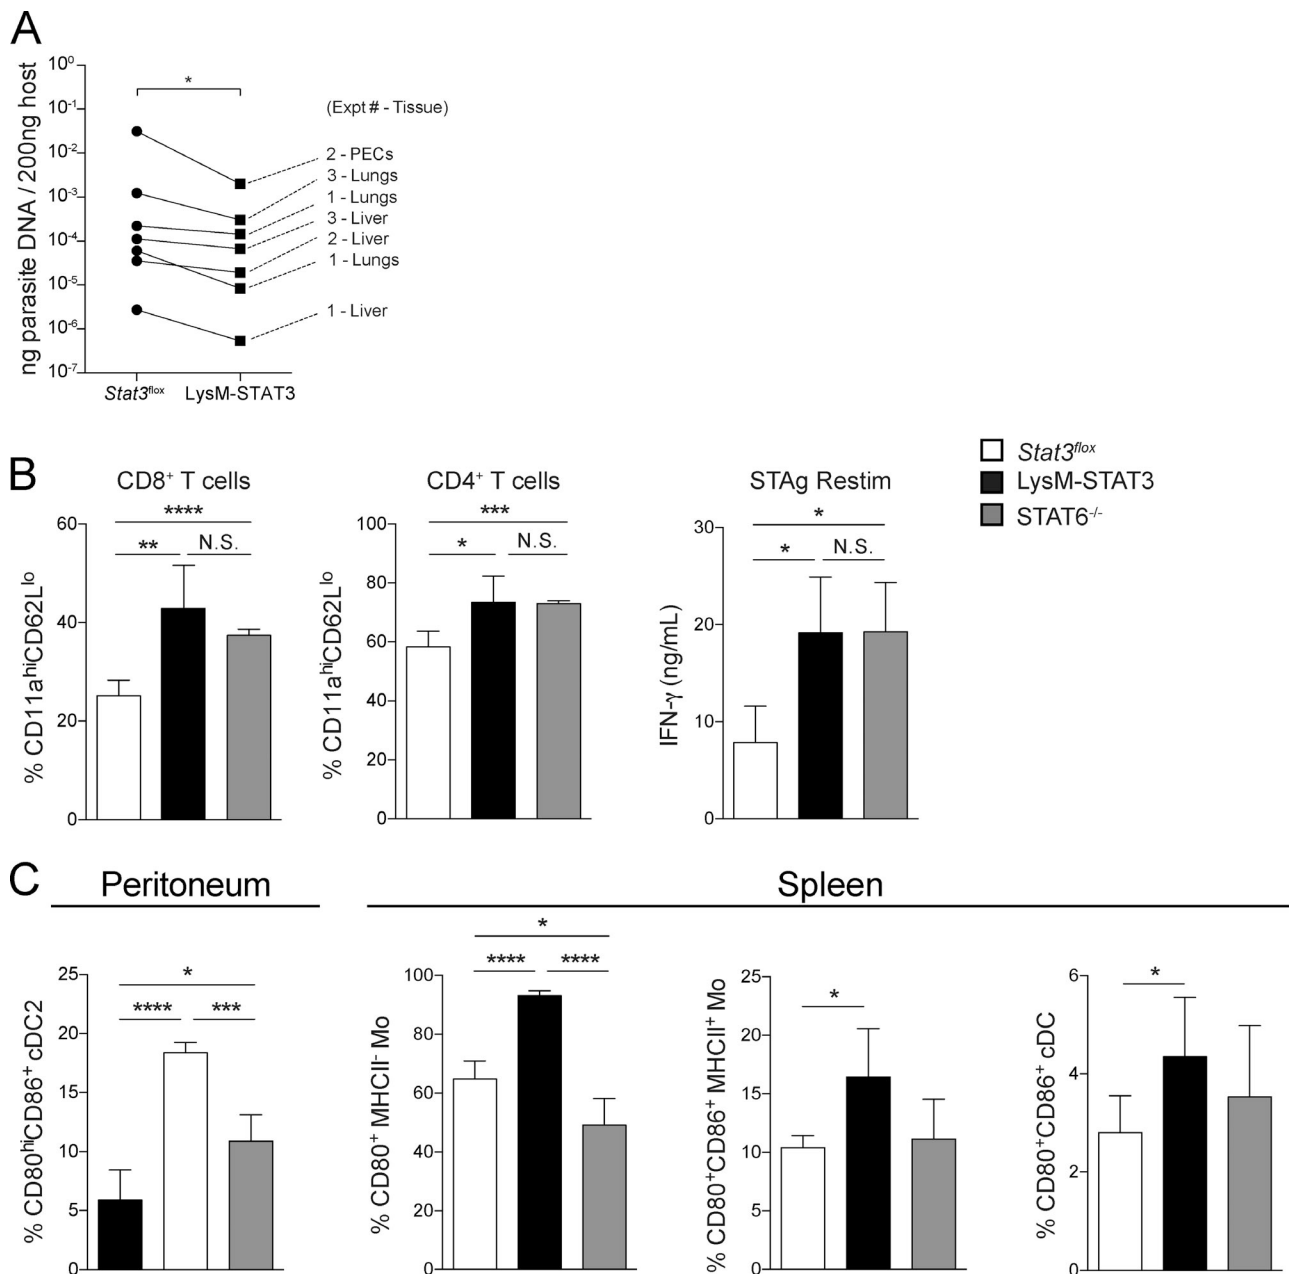 A
ng parasite DNA / 200ng host
10⁰
10⁻¹
10⁻²
10⁻³
10⁻⁴
10⁻⁵
10⁻⁶
10⁻⁷
*
(Expt # - Tissue)
2 - PECs
3 - Lungs
1 - Lungs
3 - Liver
2 - Liver
1 - Lungs
1 - Liver
Stat3ᶠˡᵒˣ LysM-STAT3
Stat3ᶠˡᵒˣ
LysM-STAT3
STAT6⁻/⁻
B
CD8⁺ T cells
% CD11aʰⁱCD62Lˡᵒ
60
40
20
0
****
** N.S.
CD4⁺ T cells
% CD11aʰⁱCD62Lˡᵒ
100
80
60
40
20
0
***
* N.S.
STAg Restim
IFN-γ (ng/mL)
30
20
10
0
*
* N.S.
C
Peritoneum
% CD80ʰⁱCD86⁺ cDC2
25
20
15
10
5
0
*
**** ***
Spleen
% CD80⁺ MHCII⁻ Mo
100
80
60
40
20
0
*
**** ****
% CD80⁺CD86⁺ MHCII⁺ Mo
25
20
15
10
5
0
*
% CD80⁺CD86⁺ cDC
6
4
2
0
*